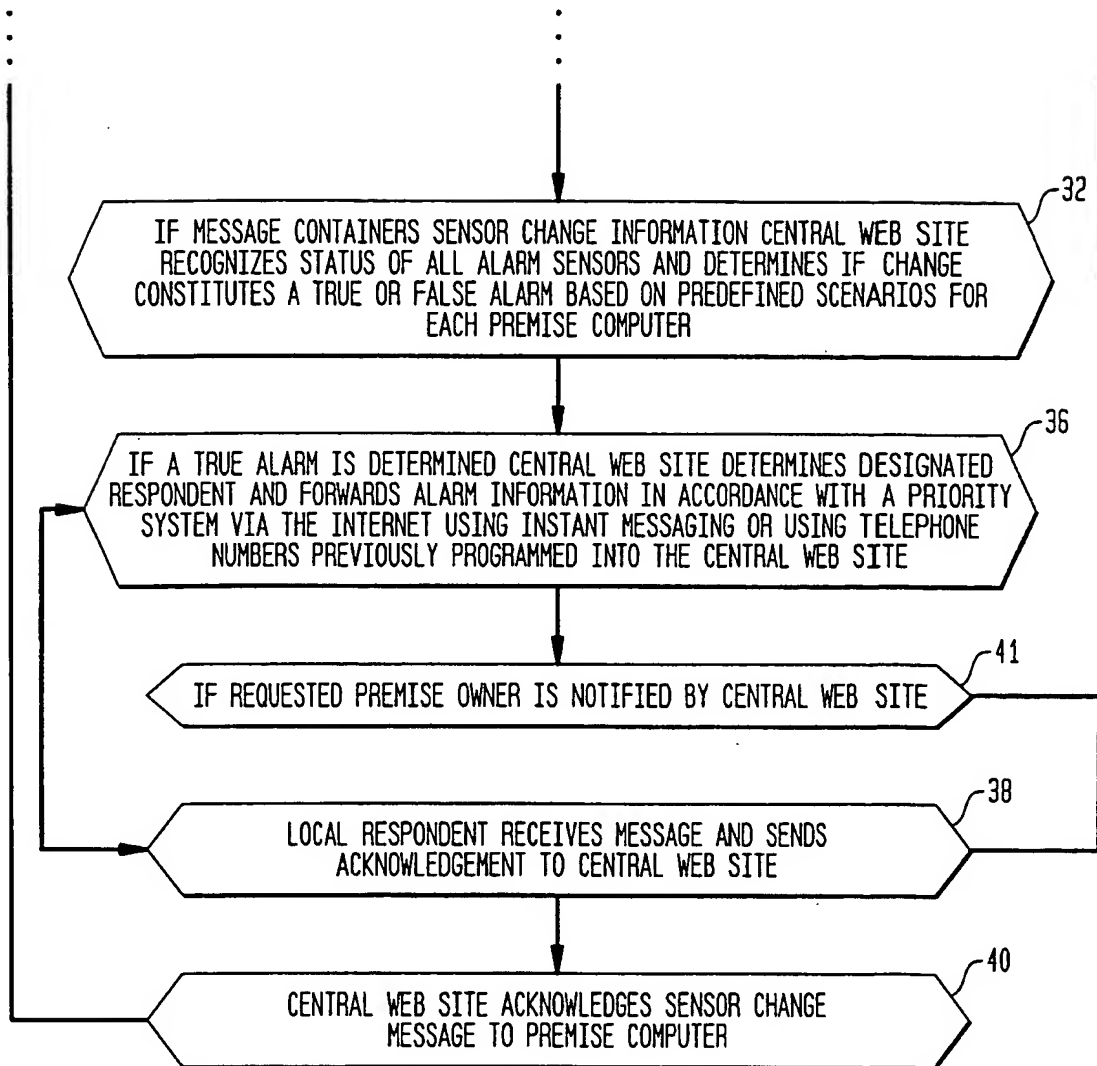 32
IF MESSAGE CONTAINERS SENSOR CHANGE INFORMATION CENTRAL WEB SITE
RECOGNIZES STATUS OF ALL ALARM SENSORS AND DETERMINES IF CHANGE
CONSTITUTES A TRUE OR FALSE ALARM BASED ON PREDEFINED SCENARIOS FOR
EACH PREMISE COMPUTER
36
IF A TRUE ALARM IS DETERMINED CENTRAL WEB SITE DETERMINES DESIGNATED
RESPONDENT AND FORWARDS ALARM INFORMATION IN ACCORDANCE WITH A PRIORITY
SYSTEM VIA THE INTERNET USING INSTANT MESSAGING OR USING TELEPHONE
NUMBERS PREVIOUSLY PROGRAMMED INTO THE CENTRAL WEB SITE
41
IF REQUESTED PREMISE OWNER IS NOTIFIED BY CENTRAL WEB SITE
38
LOCAL RESPONDENT RECEIVES MESSAGE AND SENDS
ACKNOWLEDGEMENT TO CENTRAL WEB SITE
40
CENTRAL WEB SITE ACKNOWLEDGES SENSOR CHANGE
MESSAGE TO PREMISE COMPUTER